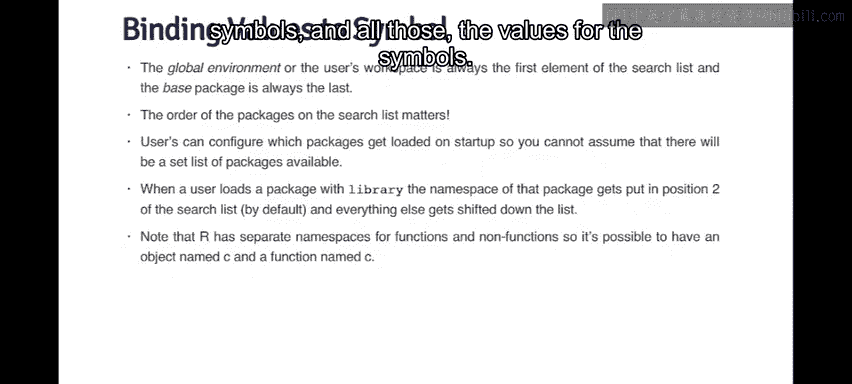 Binding Values to Symbol
symbols, and all those, the values for the
symbols.
• The global environment or the user's workspace is always the first element of the search list and
the base package is always the last.
• The order of the packages on the search list matters!
• User's can configure which packages get loaded on startup so you cannot assume that there will
be a set list of packages available.
• When a user loads a package with library the namespace of that package gets put in position 2
of the search list (by default) and everything else gets shifted down the list.
• Note that R has separate namespaces for functions and non-functions so it's possible to have an
object named c and a function named c.